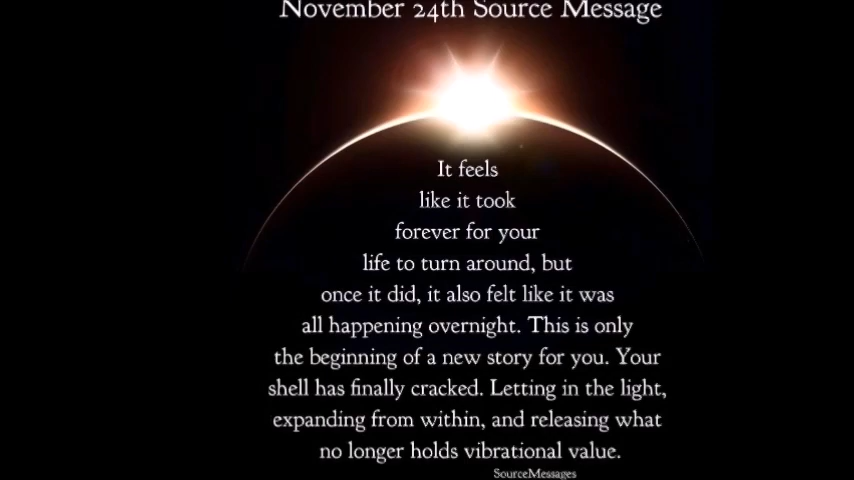 November 24th Source Message
It feels
like it took
forever for your
life to turn around, but
once it did, it also felt like it was
all happening overnight. This is only
the beginning of a new story for you. Your
shell has finally cracked. Letting in the light,
expanding from within, and releasing what
no longer holds vibrational value.
SourceMessages